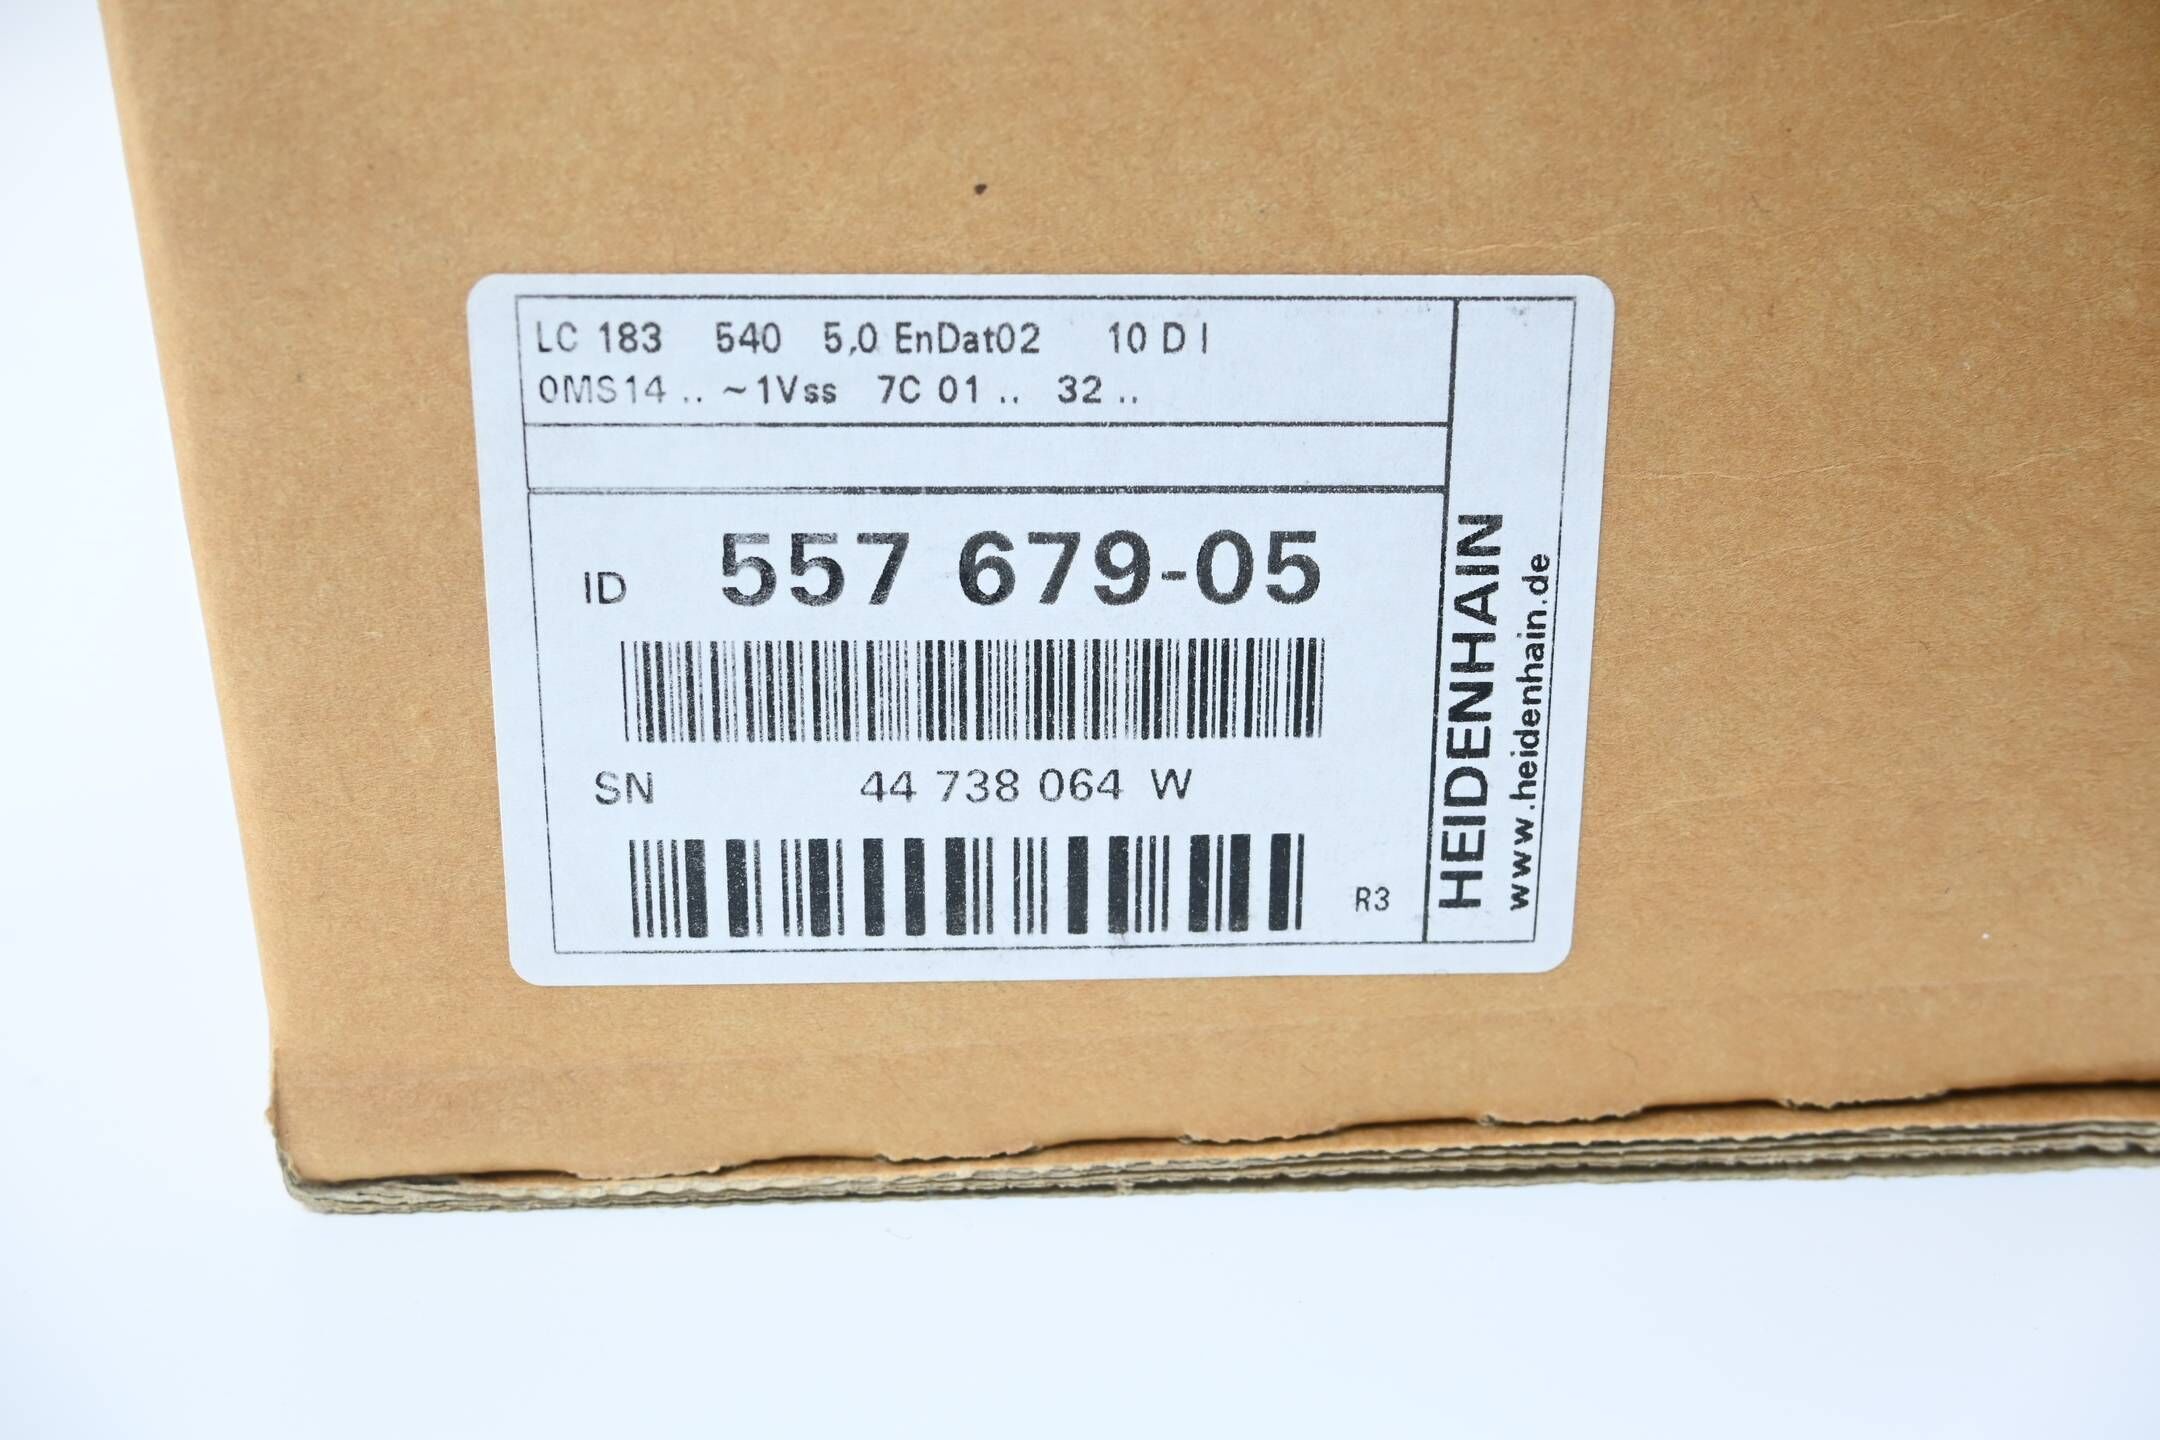 LC 183 540 5,0 EnDat02 10 D I
0MS14 .. ~1Vss 7C 01 .. 32 ..
ID 557 679-05
SN 44 738 064 W
R3
HEIDENHAIN
www.heidenhain.de